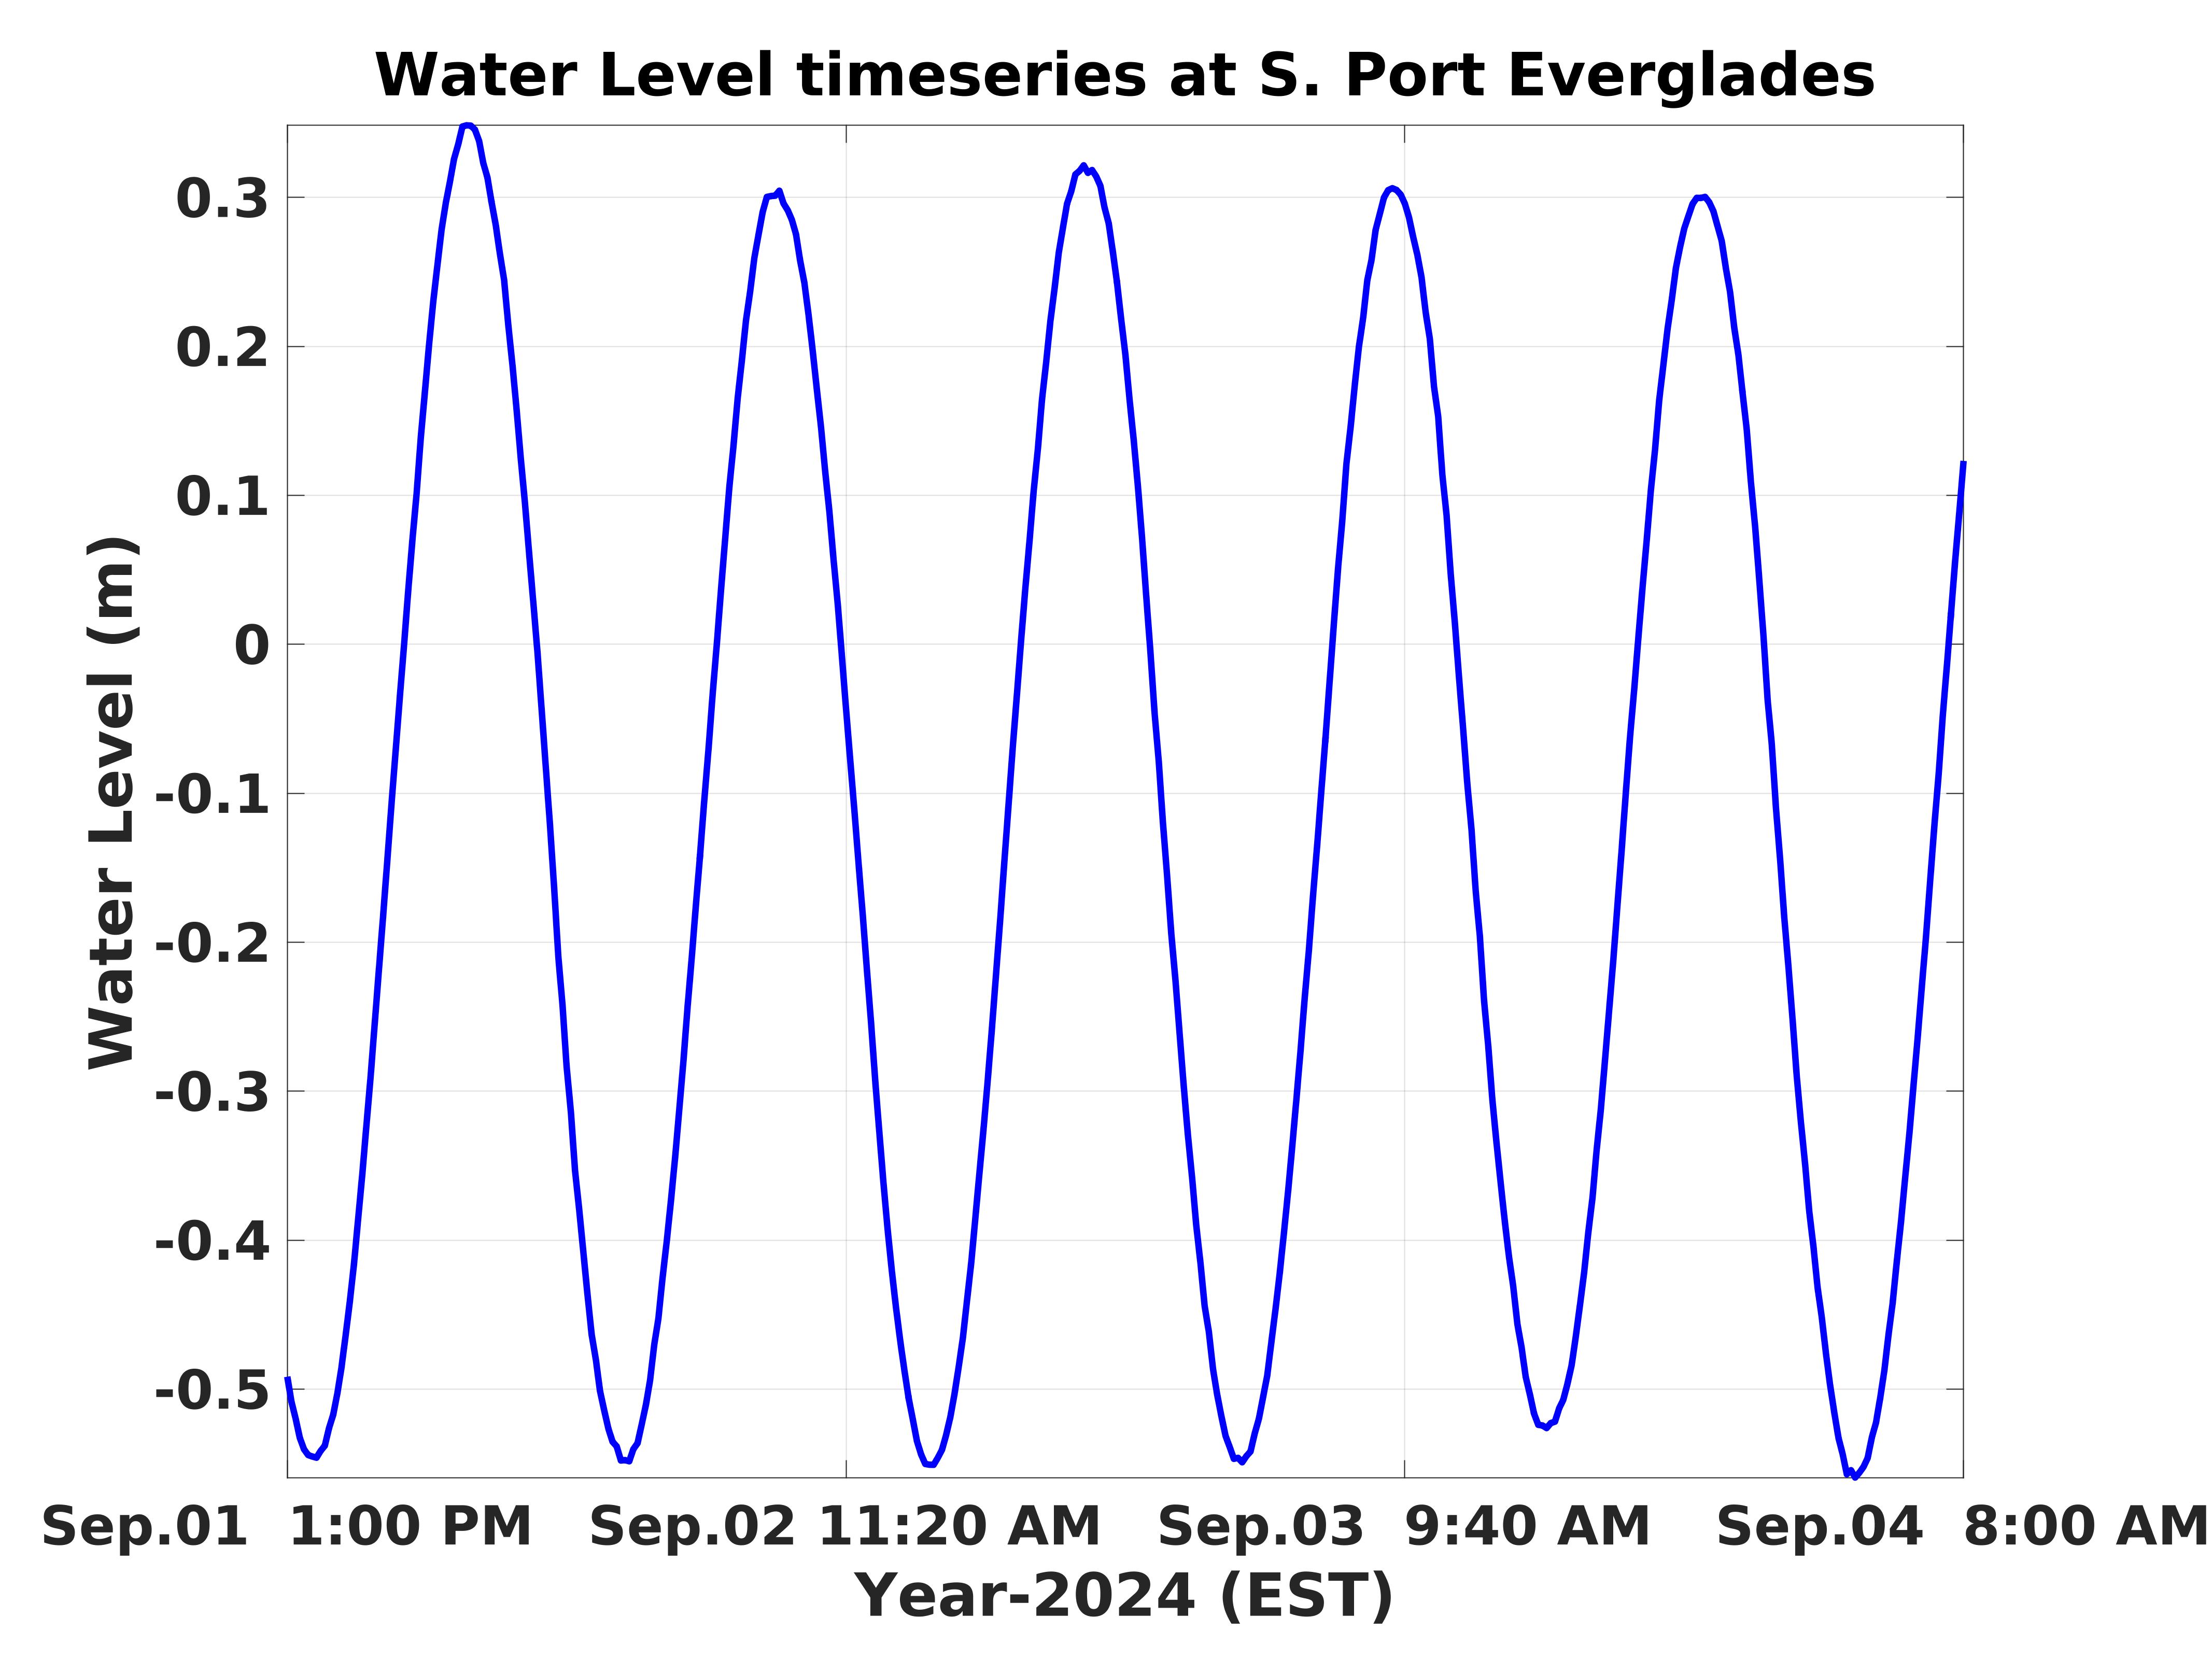 Water Level timeseries at S. Port Everglades
Water Level (m)
0.3
0.2
0.1
0
-0.1
-0.2
-0.3
-0.4
-0.5
Sep.01 1:00 PM Sep.02 11:20 AM Sep.03 9:40 AM Sep.04 8:00 AM
Year-2024 (EST)